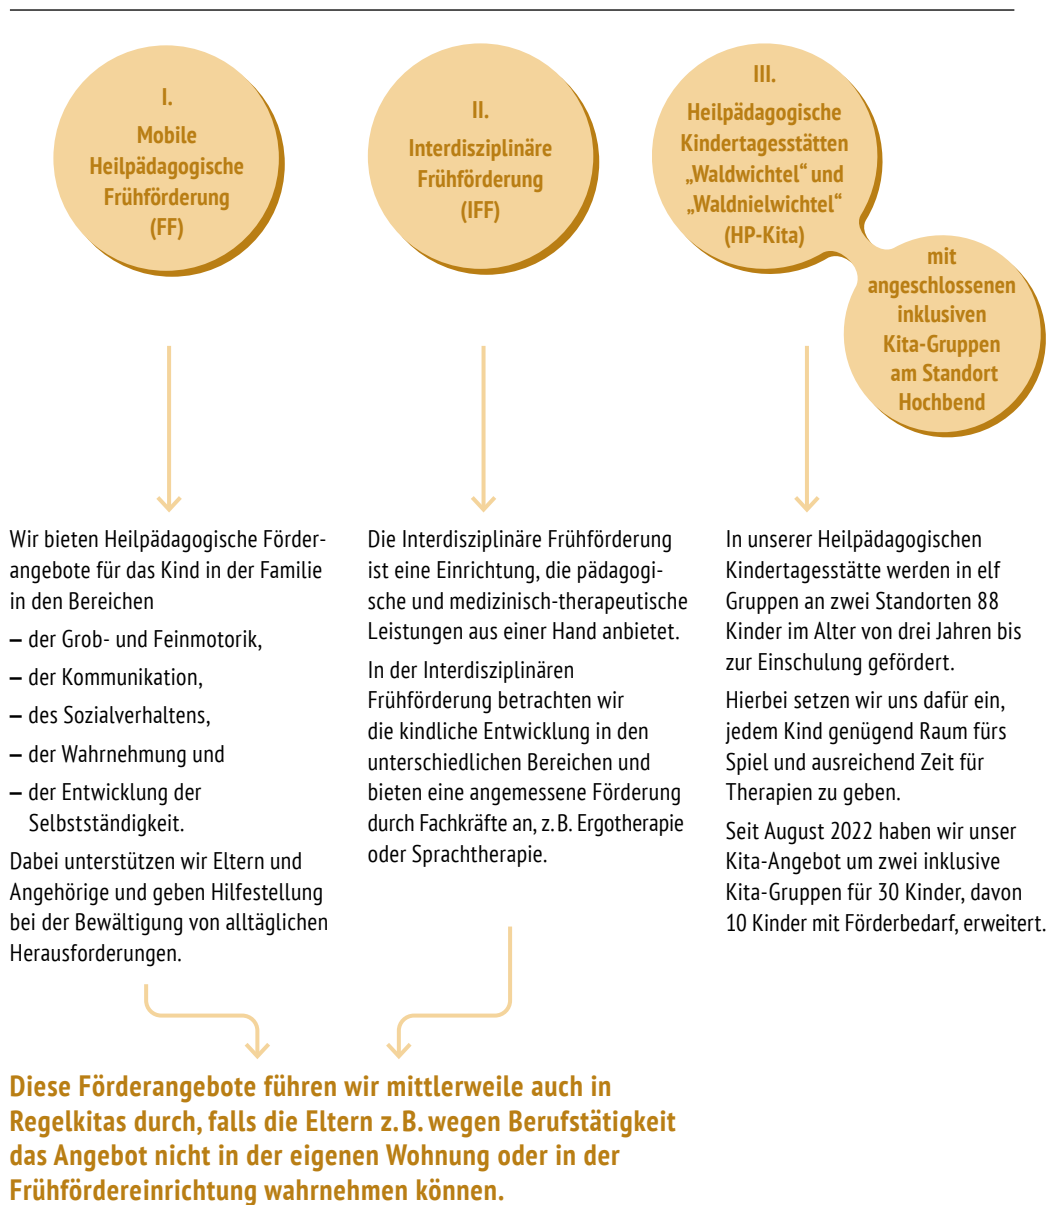 I.
Mobile
Heilpädagogische
Frühförderung
(FF)
II.
Interdisziplinäre
Frühförderung
(IFF)
III.
Heilpädagogische
Kindertagesstätten
„Waldwichtel“ und
„Waldnielwichtel“
(HP-Kita)
mit
angeschlossenen
inklusiven
Kita-Gruppen
am Standort
Hochbend
Wir bieten Heilpädagogische Förder-
angebote für das Kind in der Familie
in den Bereichen
– der Grob- und Feinmotorik,
– der Kommunikation,
– des Sozialverhaltens,
– der Wahrnehmung und
– der Entwicklung der
Selbstständigkeit.
Dabei unterstützen wir Eltern und
Angehörige und geben Hilfestellung
bei der Bewältigung von alltäglichen
Herausforderungen.
Die Interdisziplinäre Frühförderung
ist eine Einrichtung, die pädagogi-
sche und medizinisch-therapeutische
Leistungen aus einer Hand anbietet.
In der Interdisziplinären
Frühförderung betrachten wir
die kindliche Entwicklung in den
unterschiedlichen Bereichen und
bieten eine angemessene Förderung
durch Fachkräfte an, z. B. Ergotherapie
oder Sprachtherapie.
In unserer Heilpädagogischen
Kindertagesstätte werden in elf
Gruppen an zwei Standorten 88
Kinder im Alter von drei Jahren bis
zur Einschulung gefördert.
Hierbei setzen wir uns dafür ein,
jedem Kind genügend Raum fürs
Spiel und ausreichend Zeit für
Therapien zu geben.
Seit August 2022 haben wir unser
Kita-Angebot um zwei inklusive
Kita-Gruppen für 30 Kinder, davon
10 Kinder mit Förderbedarf, erweitert.
Diese Förderangebote führen wir mittlerweile auch in
Regelkitas durch, falls die Eltern z. B. wegen Berufstätigkeit
das Angebot nicht in der eigenen Wohnung oder in der
Frühfördereinrichtung wahrnehmen können.